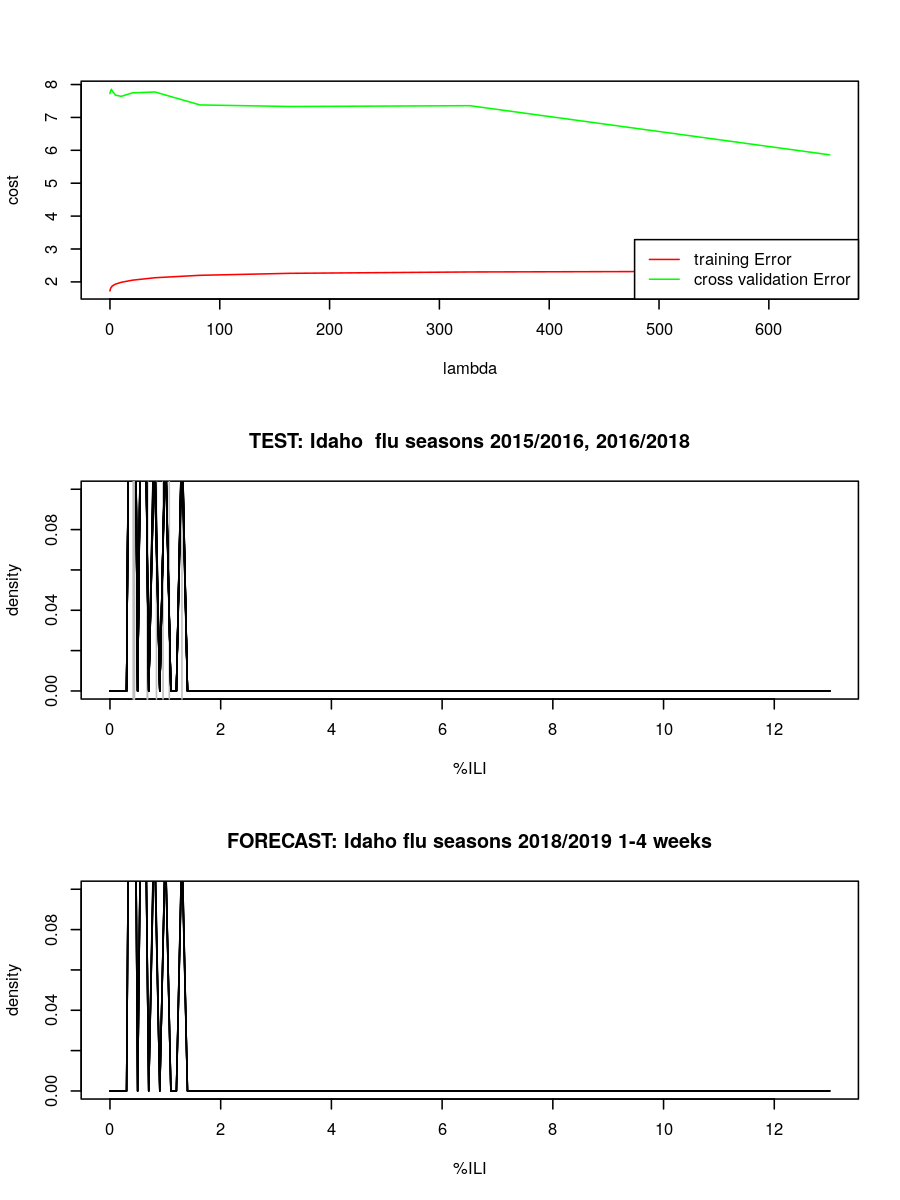 8
7
6
5
4
3
2
cost
training Error
cross validation Error
0 100 200 300 400 500 600
lambda
TEST: Idaho  flu seasons 2015/2016, 2016/2018
0.08
0.04
0.00
density
0 2 4 6 8 10 12
%ILI
FORECAST: Idaho flu seasons 2018/2019 1-4 weeks
0.08
0.04
0.00
density
0 2 4 6 8 10 12
%ILI